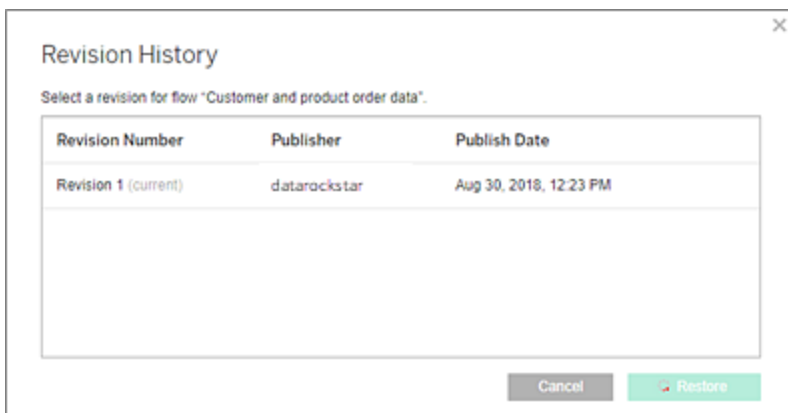 Revision History
Select a revision for flow "Customer and product order data".
Revision Number Publisher Publish Date
Revision 1 (current) datarockstar Aug 30, 2018, 12:23 PM
Cancel Restore